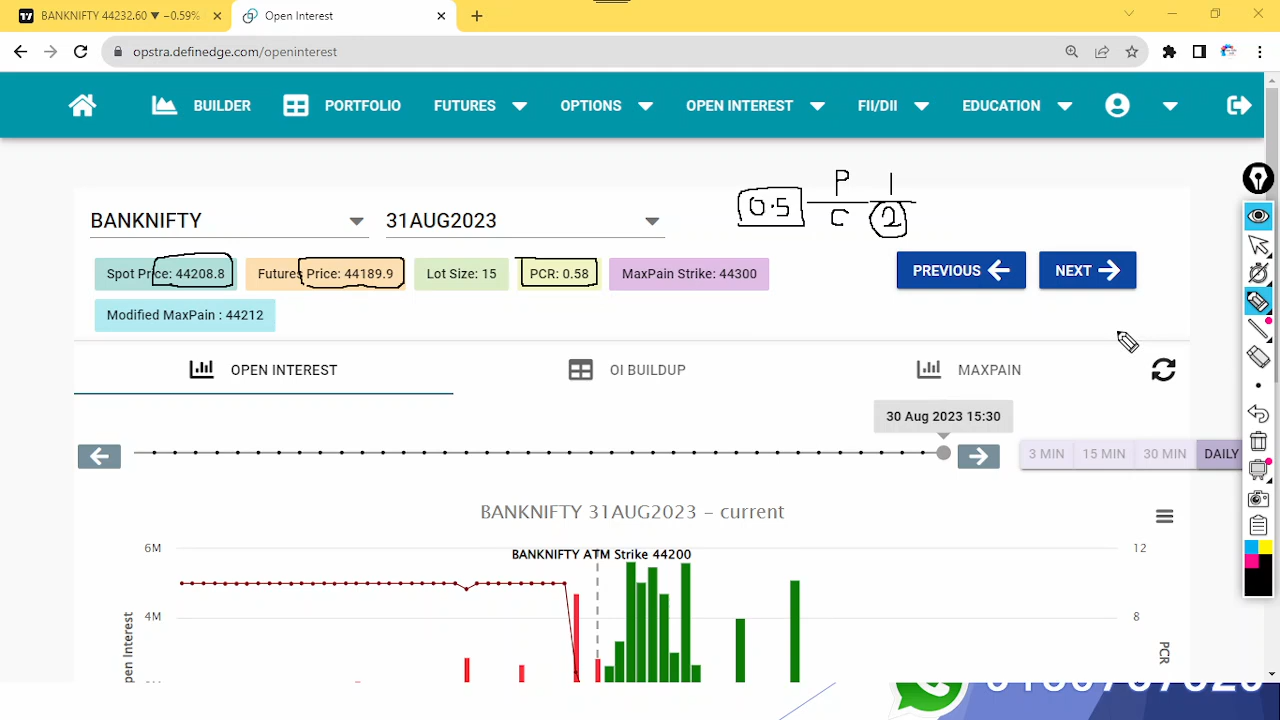 BANKNIFTY 44232.60 ▼ −0.59%
Open Interest
opstra.definedge.com/openinterest
BUILDER PORTFOLIO FUTURES OPTIONS OPEN INTEREST FII/DII EDUCATION
P 1
0.5
C 2
BANKNIFTY 31AUG2023
Spot Price: 44208.8 Futures Price: 44189.9 Lot Size: 15 PCR: 0.58 MaxPain Strike: 44300
PREVIOUS NEXT
Modified MaxPain : 44212
OPEN INTEREST OI BUILDUP MAXPAIN
30 Aug 2023 15:30
3 MIN 15 MIN 30 MIN DAILY
BANKNIFTY 31AUG2023 – current
6M BANKNIFTY ATM Strike 44200 12
4M 8
pen Interest PCR